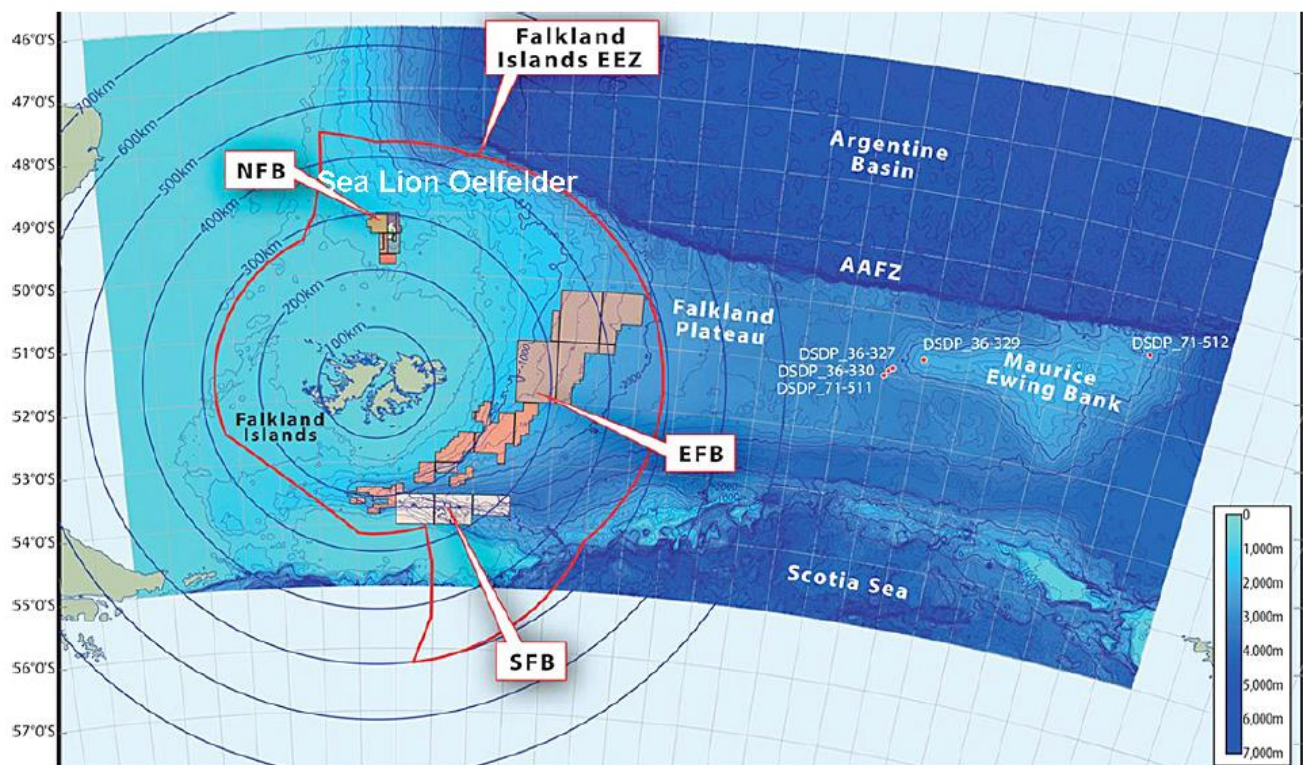 46°0'S
47°0'S
48°0'S
49°0'S
50°0'S
51°0'S
52°0'S
53°0'S
54°0'S
55°0'S
56°0'S
57°0'S
700km
600km
500km
400km
300km
200km
100km
Falkland
Islands EEZ
NFB
Sea Lion Oelfelder
Argentine
Basin
AAFZ
Falkland
Plateau
DSDP_36-327
DSDP_36-330
DSDP_71-511
DSDP_36-329
DSDP_71-512
Maurice
Ewing Bank
Falkland
Islands
EFB
SFB
Scotia Sea
-1000
-2000
0
1,000m
2,000m
3,000m
4,000m
5,000m
6,000m
7,000m